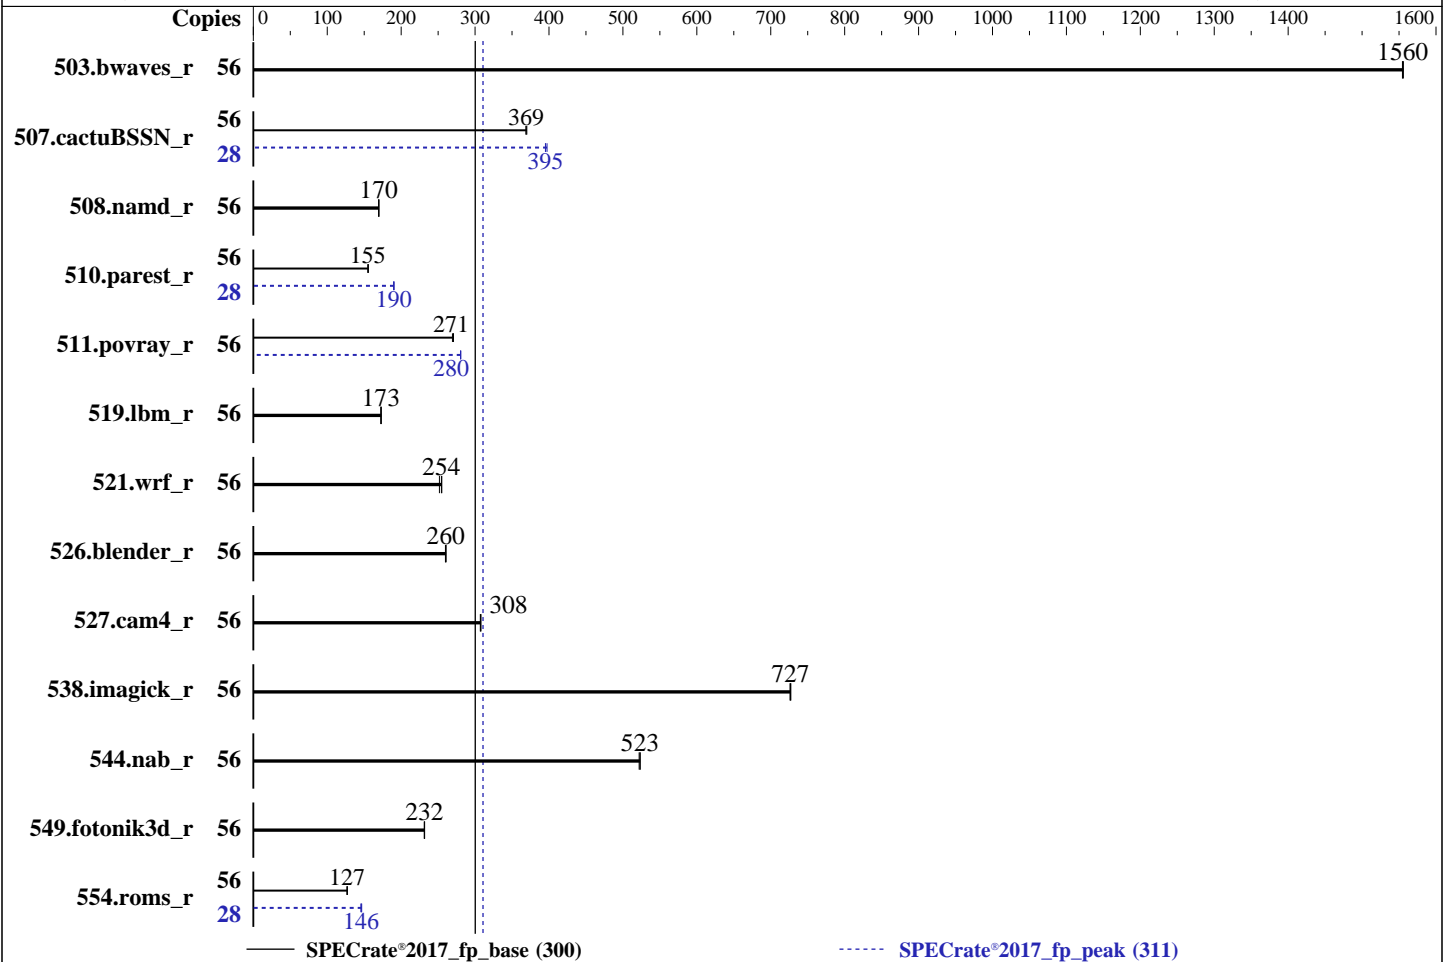 Copies 0 100 200 300 400 500 600 700 800 900 1000 1100 1200 1300 1400 1600
503.bwaves_r 56 1560
507.cactuBSSN_r 56 369
28 395
508.namd_r 56 170
510.parest_r 56 155
28 190
511.povray_r 56 271
280
519.lbm_r 56 173
521.wrf_r 56 254
526.blender_r 56 260
527.cam4_r 56 308
538.imagick_r 56 727
544.nab_r 56 523
549.fotonik3d_r 56 232
554.roms_r 56 127
28 146
SPECrate®2017_fp_base (300) SPECrate®2017_fp_peak (311)